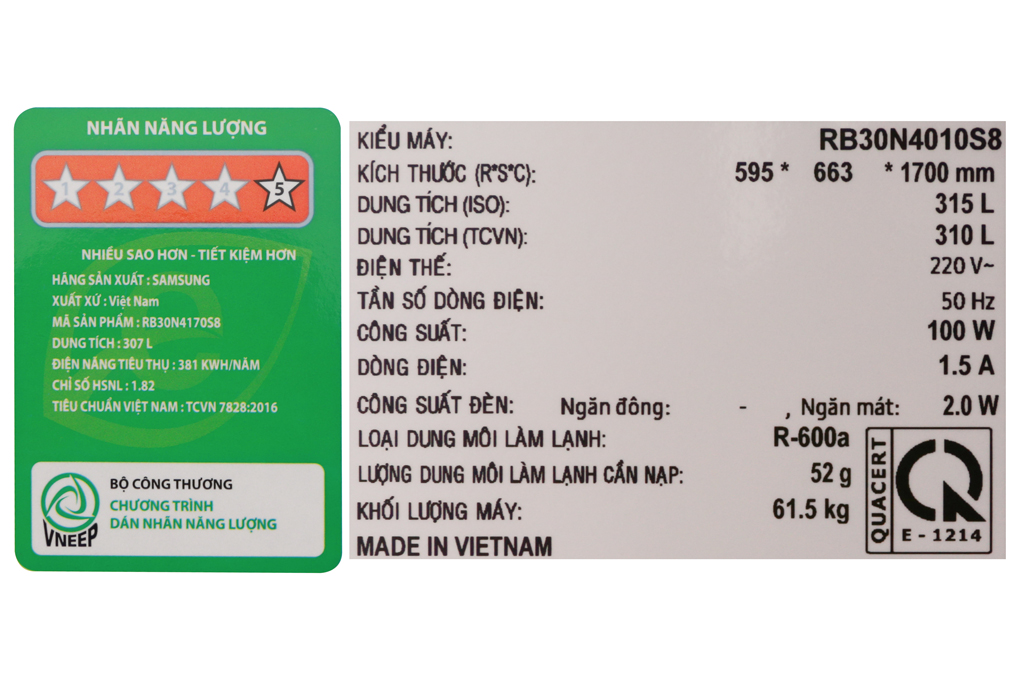 NHÃN NĂNG LƯỢNG
1 2 3 4 5
NHIỀU SAO HƠN - TIẾT KIỆM HƠN
HÃNG SẢN XUẤT : SAMSUNG
XUẤT XỨ : Việt Nam
MÃ SẢN PHẨM : RB30N4170S8
DUNG TÍCH : 307 L
ĐIỆN NĂNG TIÊU THỤ : 381 KWH/NĂM
CHỈ SỐ HSNL : 1.82
TIÊU CHUẨN VIỆT NAM : TCVN 7828:2016
VNEEP
BỘ CÔNG THƯƠNG
CHƯƠNG TRÌNH
DÁN NHÃN NĂNG LƯỢNG
KIỂU MÁY: RB30N4010S8
KÍCH THƯỚC (R*S*C): 595 * 663 * 1700 mm
DUNG TÍCH (ISO): 315 L
DUNG TÍCH (TCVN): 310 L
ĐIỆN THẾ: 220 V~
TẦN SỐ DÒNG ĐIỆN: 50 Hz
CÔNG SUẤT: 100 W
DÒNG ĐIỆN: 1.5 A
CÔNG SUẤT ĐÈN: Ngăn đông: - , Ngăn mát: 2.0 W
LOẠI DUNG MÔI LÀM LẠNH: R-600a
LƯỢNG DUNG MÔI LÀM LẠNH CẦN NẠP: 52 g
KHỐI LƯỢNG MÁY: 61.5 kg
MADE IN VIETNAM
QUACERT
E - 1214